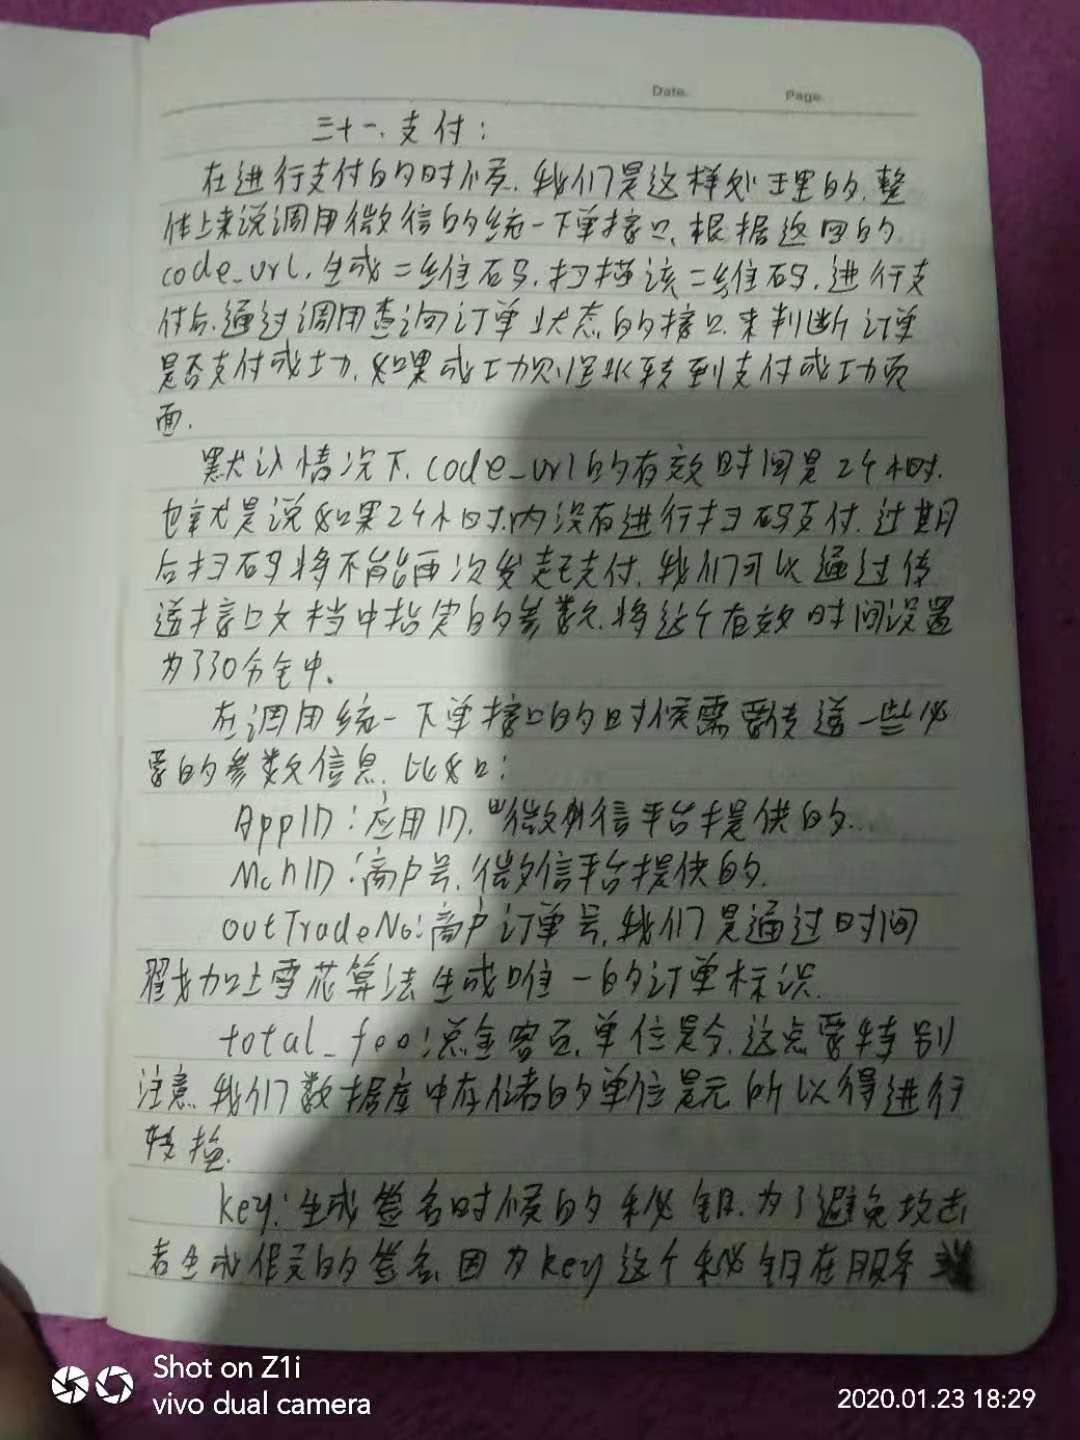 Date.
Page.
三十一、支付:
在进行支付的时候,我们是这样处理的,整
体上来说调用微信的统一下单接口,根据返回的
code_url,生成二维码,扫描该二维码,进行支
付后,通过调用查询订单状态的接口,来判断订单
是否支付成功,如果成功则跳转到支付成功页
面.
默认情况下,code_url的有效时间是24小时.
也就是说如果24小时内没有进行扫码支付,过期
后扫码将不能再次发起支付,我们可以通过传
送接口文档中指定的参数,将这个有效时间设置
为了30分钟.
在调用统一下单接口的时候需要传送一些必
要的参数信息,比如:
AppID:应用ID,微信平台提供的.
MchID:商户号,微信平台提供的.
outTradeNo:商户订单号,我们是通过时间
戳加上雪花算法生成唯一的订单标识.
total_fee:总金额,单位是分,这点要特别
注意,我们数据库中存储的单位是元,所以得进行
转换.
key:生成签名时候的秘钥,为了避免攻击
者生成假的签名,因为key这个秘钥在服务
Shot on Z1i
vivo dual camera
2020.01.23 18:29